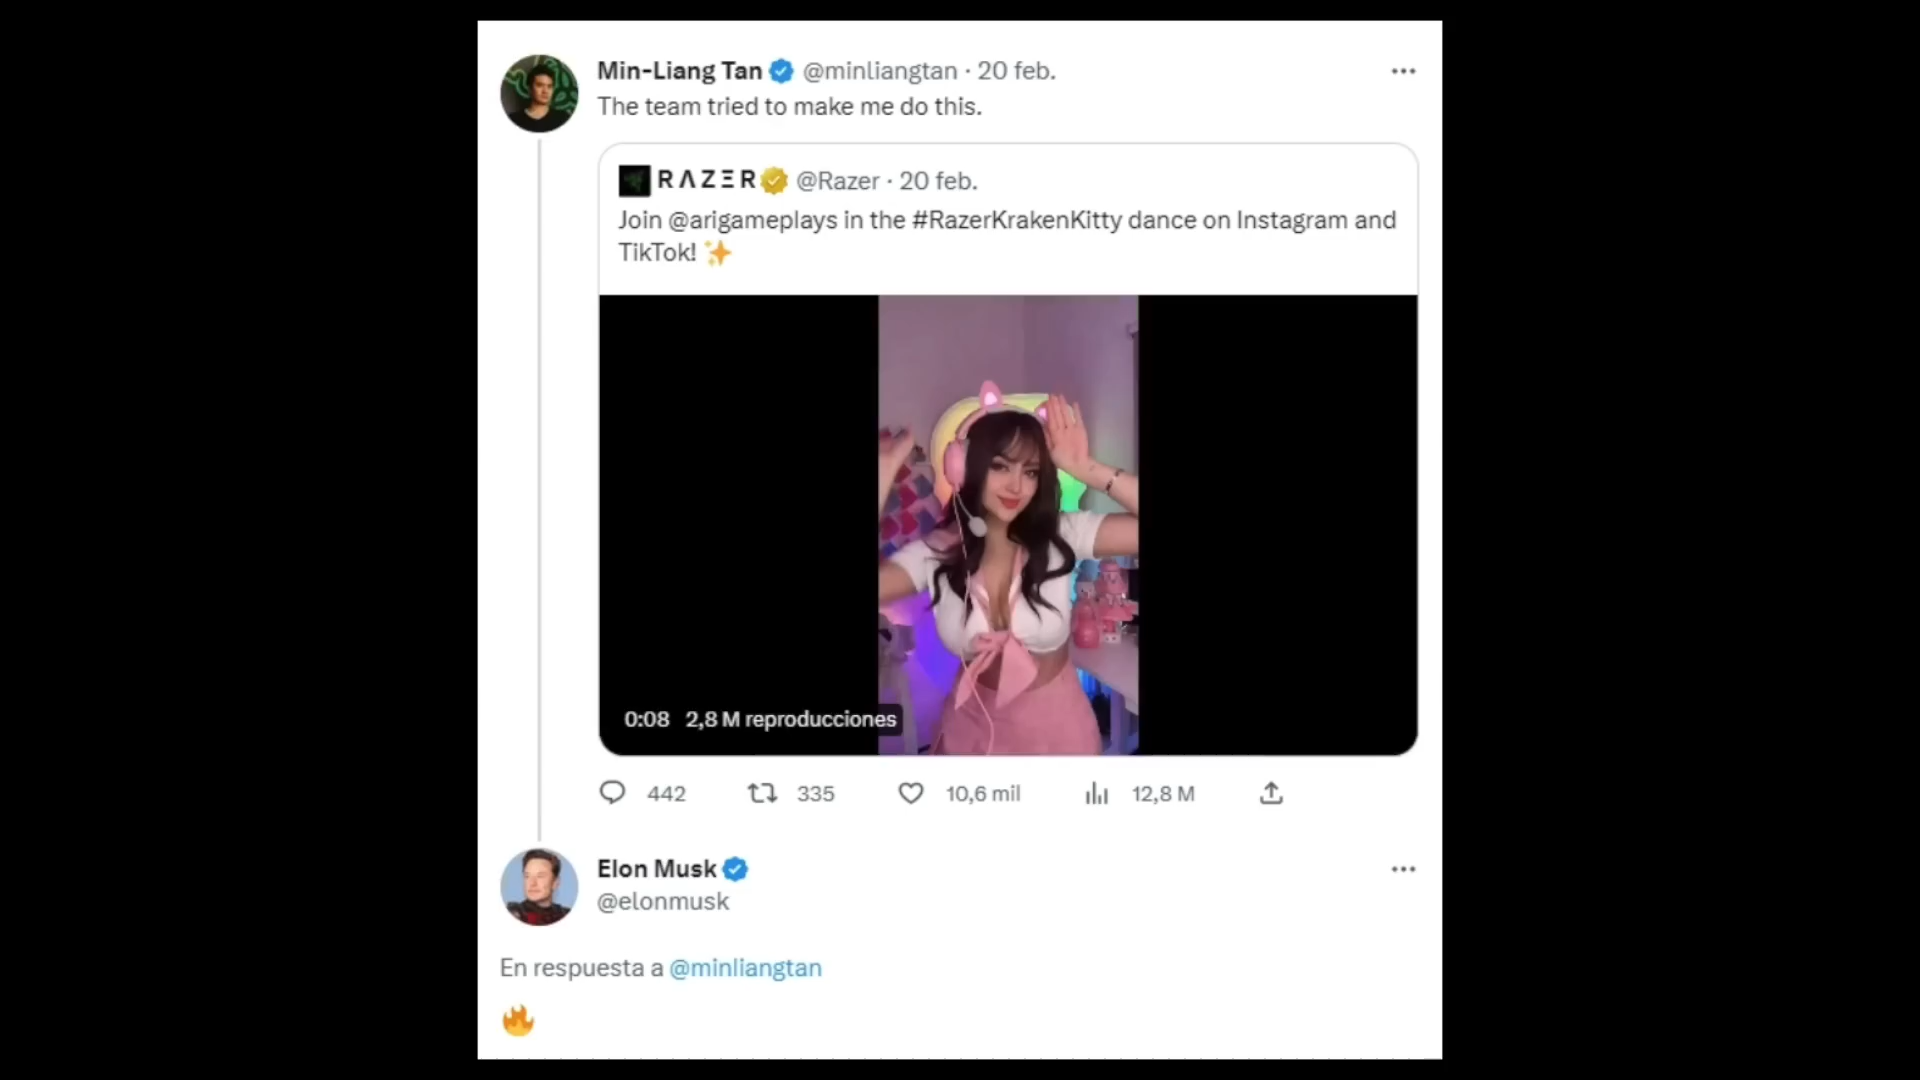 Min-Liang Tan @minliangtan · 20 feb.
The team tried to make me do this.
RAZER @Razer · 20 feb.
Join @arigameplays in the #RazerKrakenKitty dance on Instagram and
TikTok! ✨
0:08 2,8 M reproducciones
442 335 10,6 mil 12,8 M
Elon Musk
@elonmusk
En respuesta a @minliangtan
🔥